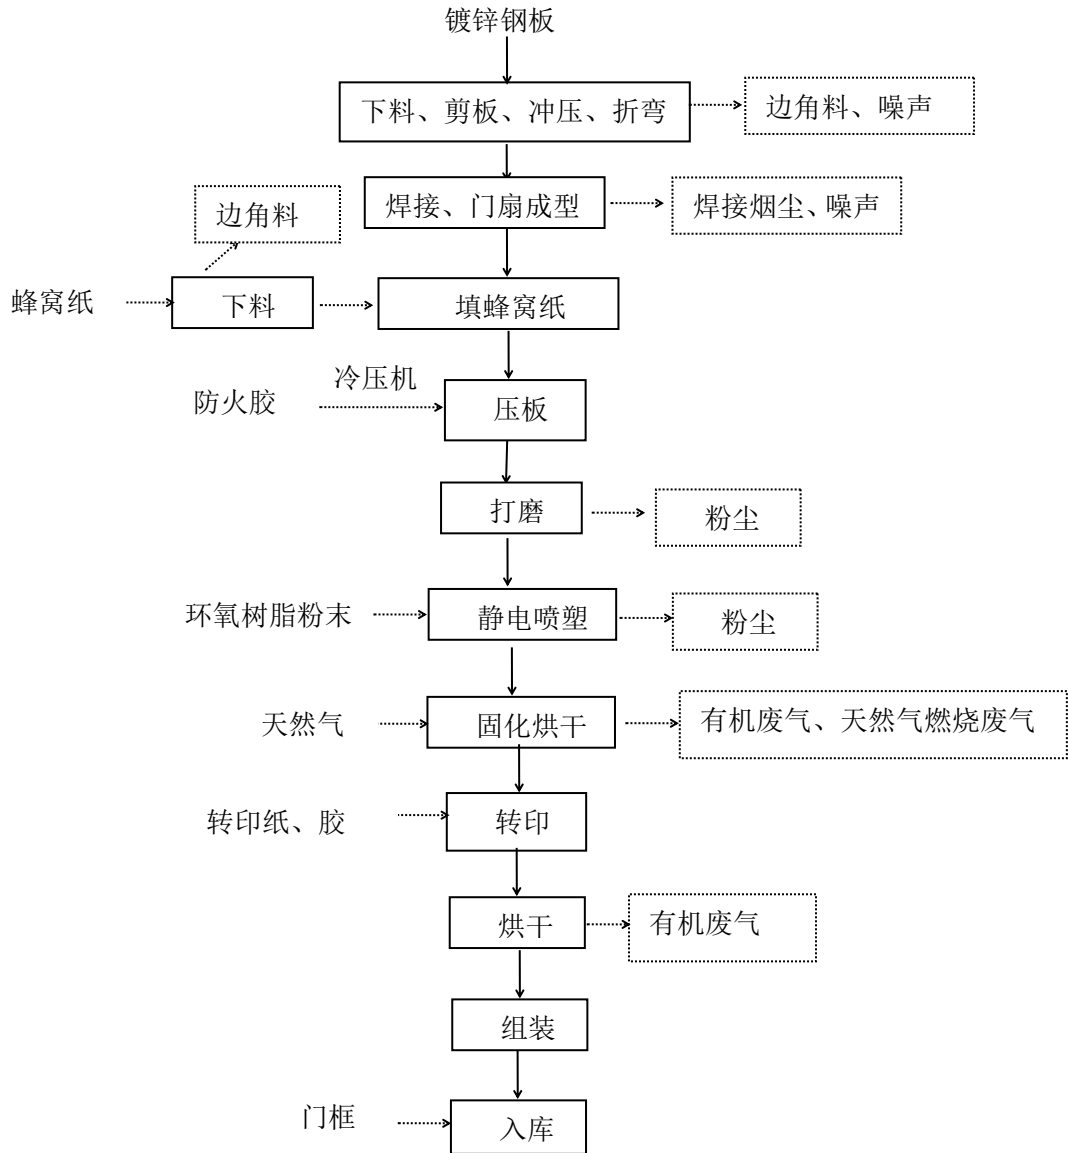 镀锌钢板
下料、剪板、冲压、折弯
边角料、噪声
焊接、门扇成型
焊接烟尘、噪声
边角料
蜂窝纸
下料
填蜂窝纸
冷压机
防火胶
压板
打磨
粉尘
环氧树脂粉末
静电喷塑
粉尘
天然气
固化烘干
有机废气、天然气燃烧废气
转印纸、胶
转印
烘干
有机废气
组装
门框
入库